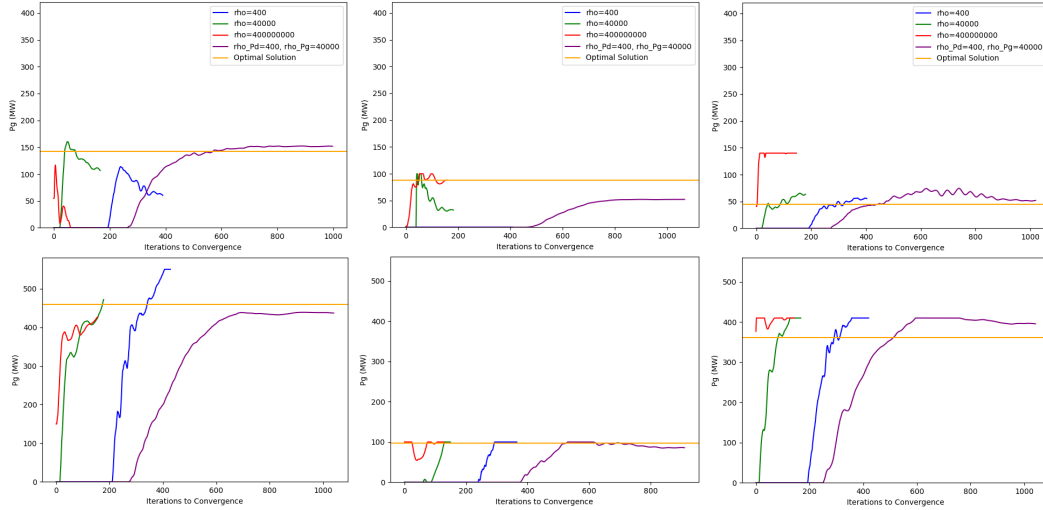 400
350
300
250
200
150
100
50
0
Pg (MW)
0
200
400
600
800
1000
Iterations to Convergence
rho=400
rho=40000
rho=400000000
rho_Pd=400, rho_Pg=40000
Optimal Solution
400
350
300
250
200
150
100
50
0
Pg (MW)
0
200
400
600
800
1000
Iterations to Convergence
rho=400
rho=40000
rho=400000000
rho_Pd=400, rho_Pg=40000
Optimal Solution
400
350
300
250
200
150
100
50
0
Pg (MW)
0
200
400
600
800
1000
Iterations to Convergence
rho=400
rho=40000
rho=400000000
rho_Pd=400, rho_Pg=40000
Optimal Solution
500
400
300
200
100
0
Pg (MW)
0
200
400
600
800
1000
Iterations to Convergence
500
400
300
200
100
0
Pg (MW)
0
200
400
600
800
Iterations to Convergence
500
400
300
200
100
0
Pg (MW)
0
200
400
600
800
1000
Iterations to Convergence